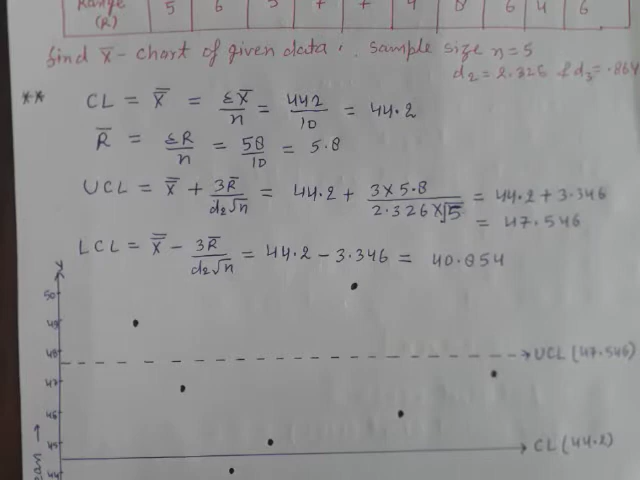 Range (R) 5 6 5 7 7 4 8 6 4 6
find x̄-chart of given data. Sample size n=5
d₂ = 2.326 & d₃ = .864
** CL = x̿ = ΣX̄/n = 442/10 = 44.2
R̄ = ΣR/n = 58/10 = 5.8
UCL = x̿ + 3R̄/d₂√n = 44.2 + 3×5.8/2.326×√5 = 44.2 + 3.346
= 47.546
LCL = x̿ - 3R̄/d₂√n = 44.2 - 3.346 = 40.854
50
49
48
UCL (47.546)
47
46
45
CL (44.2)
44